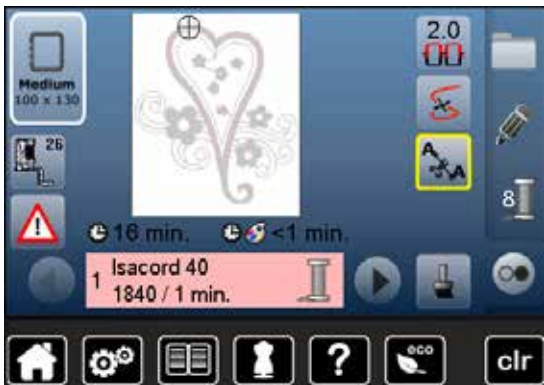 2.0
Medium
100 x 130
26
A
A
8
16 min.
<1 min.
1
Isacord 40
1840 / 1 min.
?
eco
clr